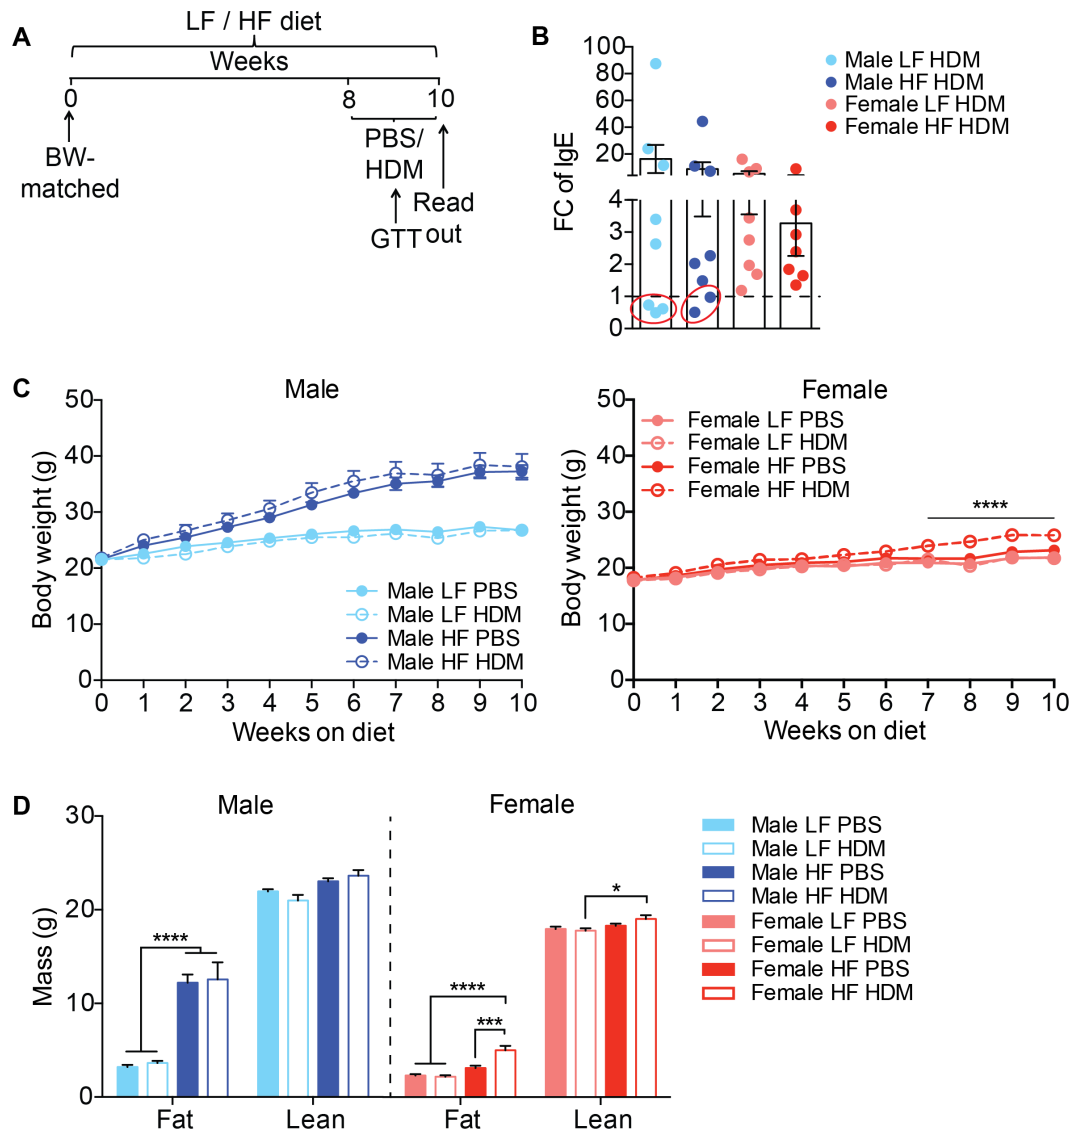 A
LF / HF diet
Weeks
0
8
10
BW-
matched
PBS/
HDM
GTT
Read
out
B
FC of IgE
100
80
60
40
20
4
3
2
1
0
Male LF HDM
Male HF HDM
Female LF HDM
Female HF HDM
C
Male
Body weight (g)
50
40
30
20
10
0
0 1 2 3 4 5 6 7 8 9 10
Weeks on diet
Male LF PBS
Male LF HDM
Male HF PBS
Male HF HDM
Female
Body weight (g)
50
40
30
20
10
0
0 1 2 3 4 5 6 7 8 9 10
Weeks on diet
Female LF PBS
Female LF HDM
Female HF PBS
Female HF HDM
****
D
Male
Female
Mass (g)
30
20
10
0
****
****
***
*
Fat
Lean
Fat
Lean
Male LF PBS
Male LF HDM
Male HF PBS
Male HF HDM
Female LF PBS
Female LF HDM
Female HF PBS
Female HF HDM